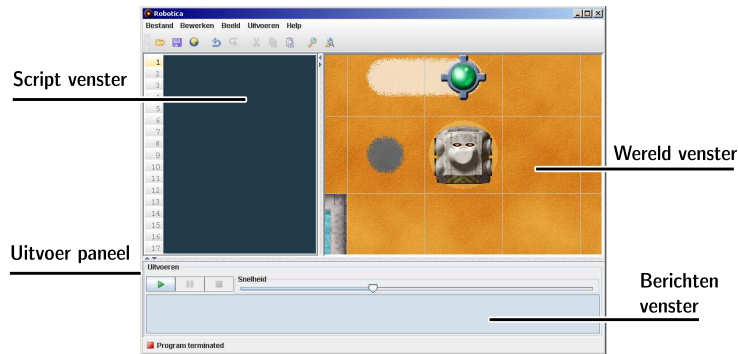 Robotica
Bestand Bewerken Beeld Uitvoeren Help
1
2
3
4
5
6
7
8
9
10
11
12
13
14
15
16
17
Script venster
Wereld venster
Uitvoer paneel
Uitvoeren
Snelheid
Berichten
venster
Program terminated